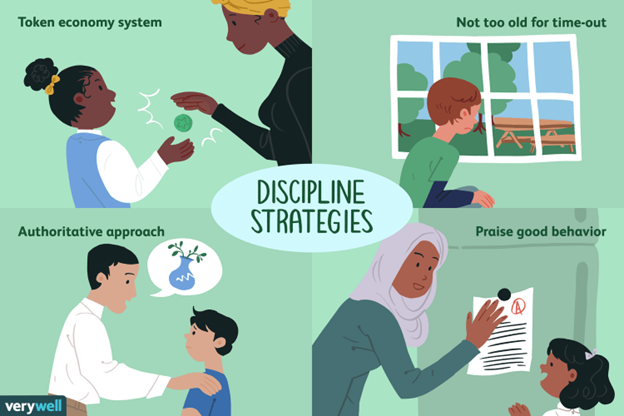 Token economy system
Not too old for time-out
DISCIPLINE
STRATEGIES
Authoritative approach
Praise good behavior
A
verywell